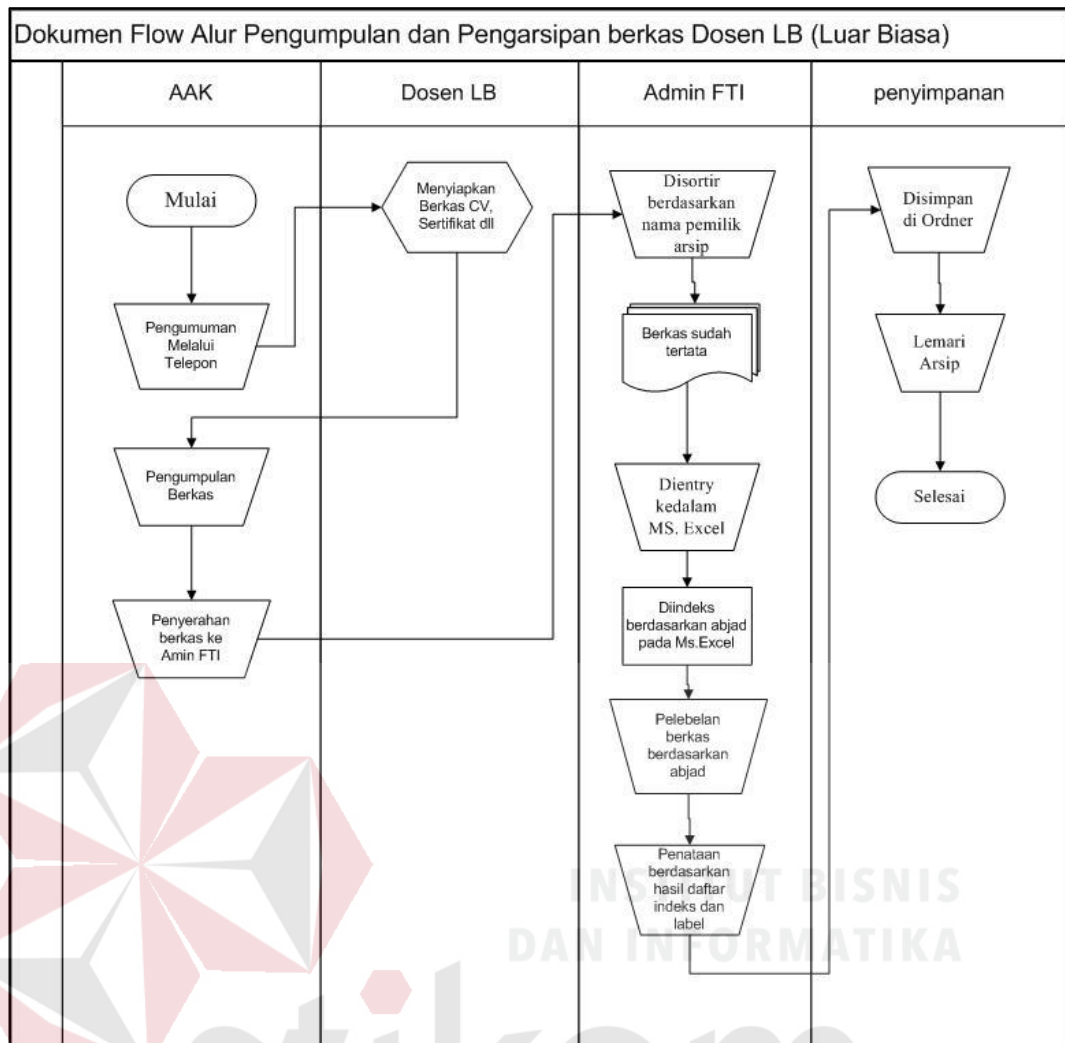 Dokumen Flow Alur Pengumpulan dan Pengarsipan berkas Dosen LB (Luar Biasa)
AAK
Dosen LB
Admin FTI
penyimpanan
Mulai
Pengumuman
Melalui
Telepon
Menyiapkan
Berkas CV,
Sertifikat dll
Pengumpulan
Berkas
Penyerahan
berkas ke
Amin FTI
Disortir
berdasarkan
nama pemilik
arsip
Berkas sudah
tertata
Dientry
kedalam
MS. Excel
Diindeks
berdasarkan abjad
pada Ms.Excel
Pelebelan
berkas
berdasarkan
abjad
Penataan
berdasarkan
hasil daftar
indeks dan
label
Disimpan
di Ordner
Lemari
Arsip
Selesai
INSTITUT BISNIS
DAN INFORMATIKA
stikom